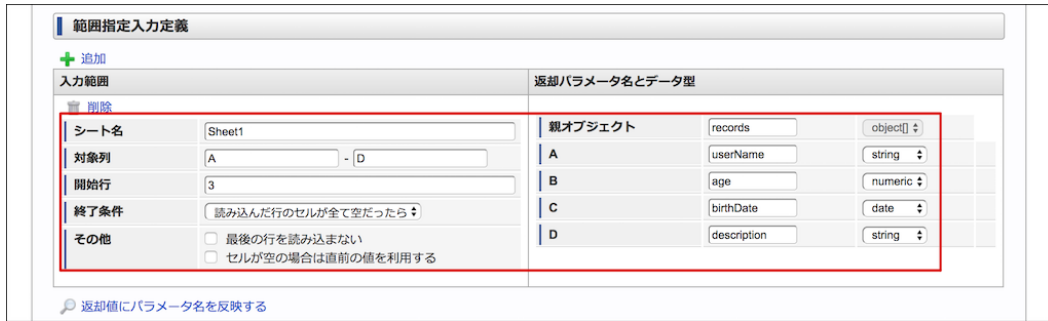 範囲指定入力定義
追加
入力範囲
返却パラメータ名とデータ型
削除
シート名 Sheet1
対象列 A - D
開始行 3
終了条件 読み込んだ行のセルが全て空だったら
その他 最後の行を読み込まない
セルが空の場合は直前の値を利用する
親オブジェクト records object[]
A userName string
B age numeric
C birthDate date
D description string
返却値にパラメータ名を反映する